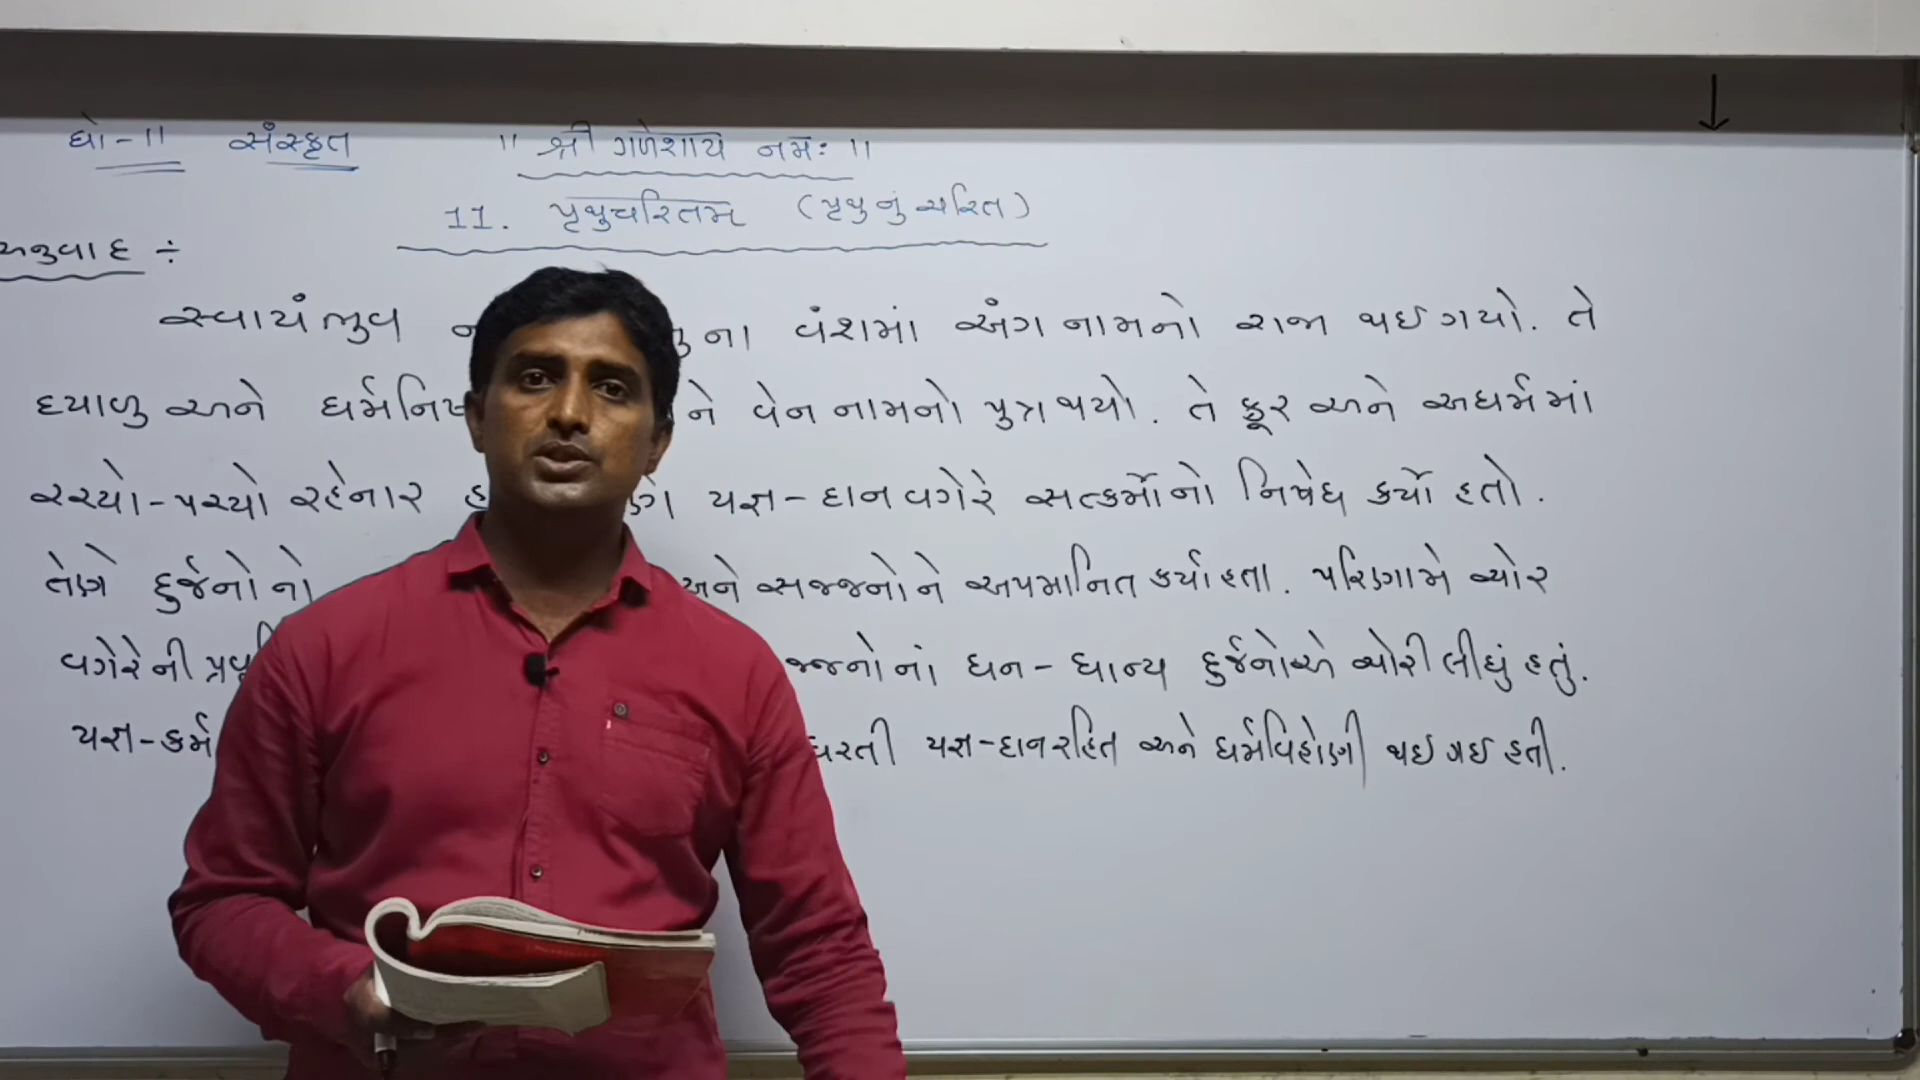 ધો-11 સંસ્કૃત " શ્રી ગણેશાય નમઃ "
11. પૃથુચરિતમ્ (પૃથુનું ચરિત)
અનુવાદ ÷
સ્વાયંભુવ ના વંશમાં અંગ નામનો રાજા થઈ ગયો. તે
દયાળુ અને ને વેન નામનો પુત્ર થયો. તે ક્રૂર અને અધર્મમાં
રચ્યો-પચ્યો રહેનાર યજ્ઞ-દાન વગેરે સત્કર્મોનો નિષેધ કર્યો હતો.
તેણે દુર્જનોનો અને સજ્જનોને અપમાનિત કર્યા હતા. પરિણામે ચોર
વગેરેની ધન-ધાન્ય દુર્જનોએ ચોરી લીધું હતું.
યજ્ઞ-કર્મ ધરતી યજ્ઞ-દાનરહિત અને ધર્મવિહોણી થઈ ગઈ હતી.